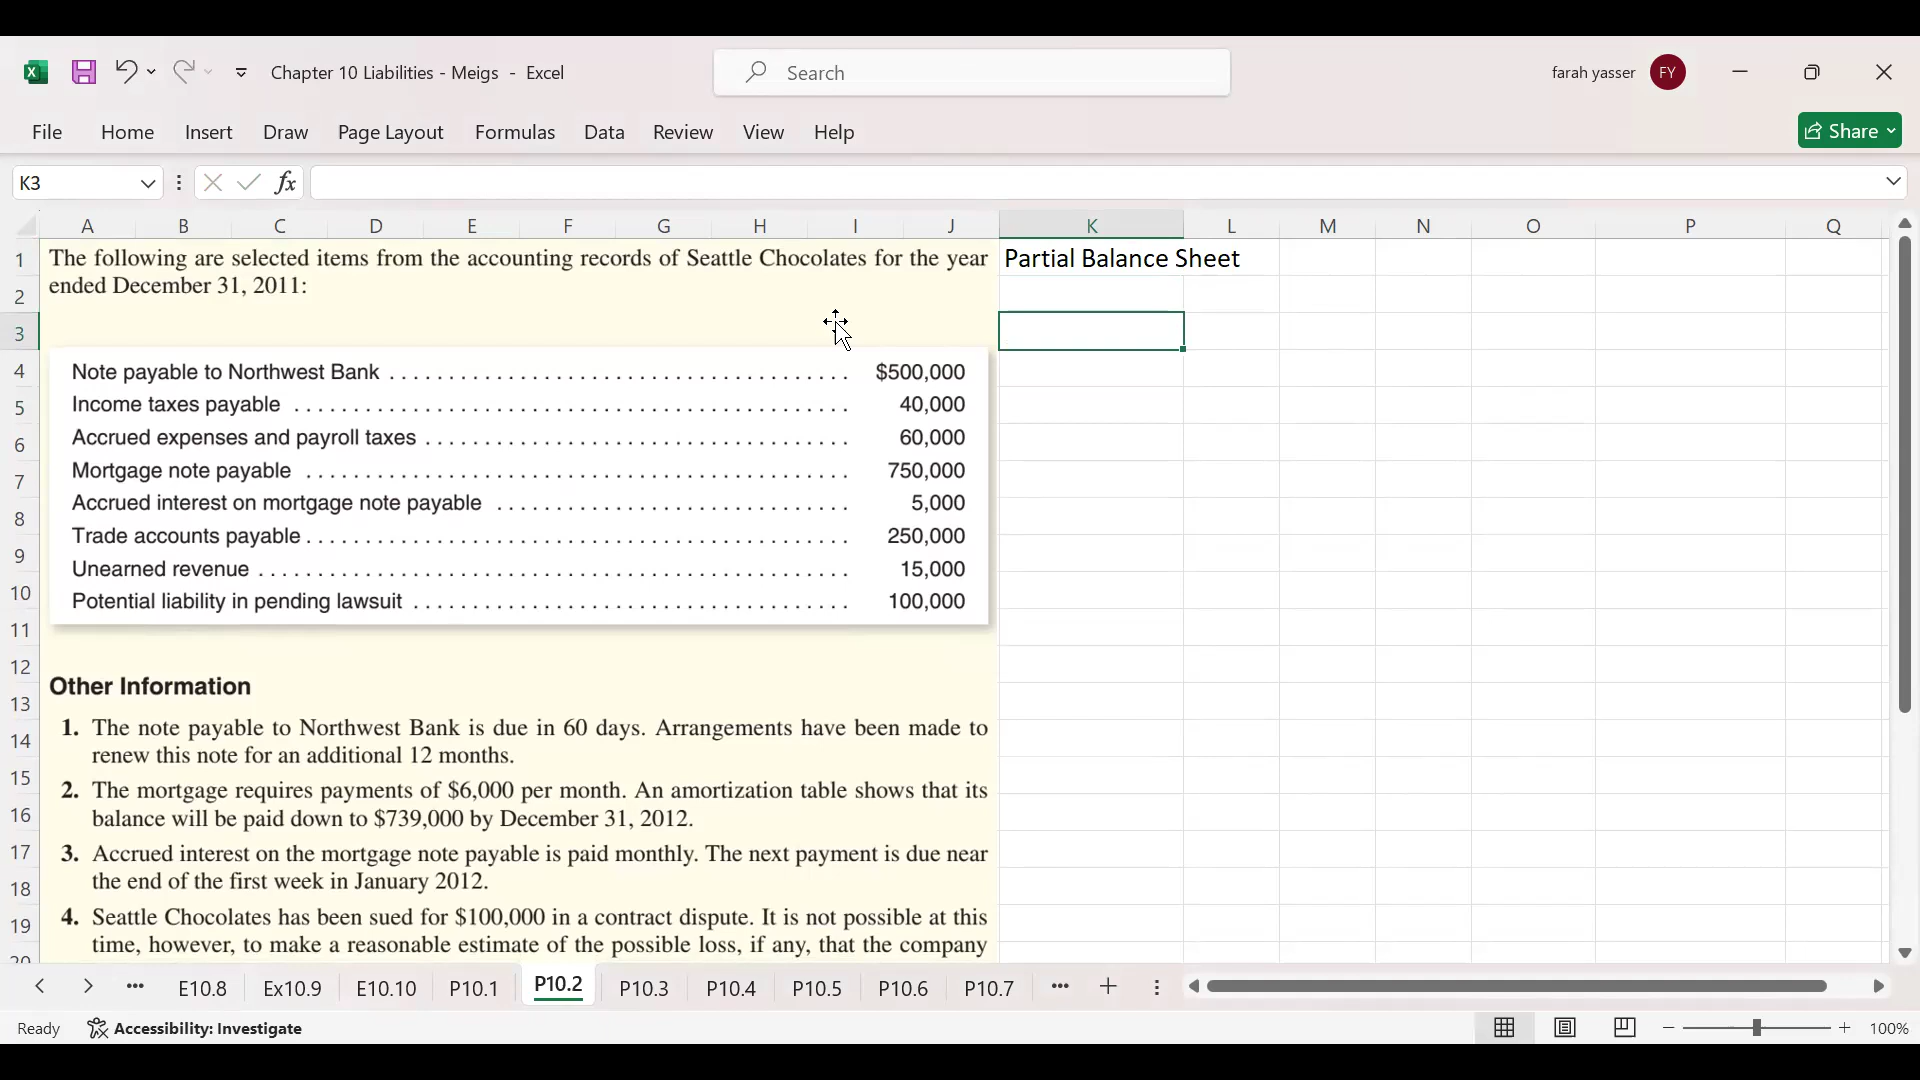 Chapter 10 Liabilities - Meigs - Excel
Search
farah yasser FY
File Home Insert Draw Page Layout Formulas Data Review View Help
Share
K3
fx
A B C D E F G H I J K L M N O P Q
1
2
3
4
5
6
7
8
9
10
11
12
13
14
15
16
17
18
19
The following are selected items from the accounting records of Seattle Chocolates for the year
ended December 31, 2011:
Partial Balance Sheet
Note payable to Northwest Bank . . . . . . . . . . . . . . . . . . . . . . . . . . . . . . . . . . . . . . . $500,000
Income taxes payable . . . . . . . . . . . . . . . . . . . . . . . . . . . . . . . . . . . . . . . . . . . . . . . 40,000
Accrued expenses and payroll taxes . . . . . . . . . . . . . . . . . . . . . . . . . . . . . . . . . . . . 60,000
Mortgage note payable . . . . . . . . . . . . . . . . . . . . . . . . . . . . . . . . . . . . . . . . . . . . . . 750,000
Accrued interest on mortgage note payable . . . . . . . . . . . . . . . . . . . . . . . . . . . . . . 5,000
Trade accounts payable . . . . . . . . . . . . . . . . . . . . . . . . . . . . . . . . . . . . . . . . . . . . . . 250,000
Unearned revenue . . . . . . . . . . . . . . . . . . . . . . . . . . . . . . . . . . . . . . . . . . . . . . . . . . 15,000
Potential liability in pending lawsuit . . . . . . . . . . . . . . . . . . . . . . . . . . . . . . . . . . . . . 100,000
Other Information
1. The note payable to Northwest Bank is due in 60 days. Arrangements have been made to
renew this note for an additional 12 months.
2. The mortgage requires payments of $6,000 per month. An amortization table shows that its
balance will be paid down to $739,000 by December 31, 2012.
3. Accrued interest on the mortgage note payable is paid monthly. The next payment is due near
the end of the first week in January 2012.
4. Seattle Chocolates has been sued for $100,000 in a contract dispute. It is not possible at this
time, however, to make a reasonable estimate of the possible loss, if any, that the company
E10.8 Ex10.9 E10.10 P10.1 P10.2 P10.3 P10.4 P10.5 P10.6 P10.7
Ready Accessibility: Investigate 100%